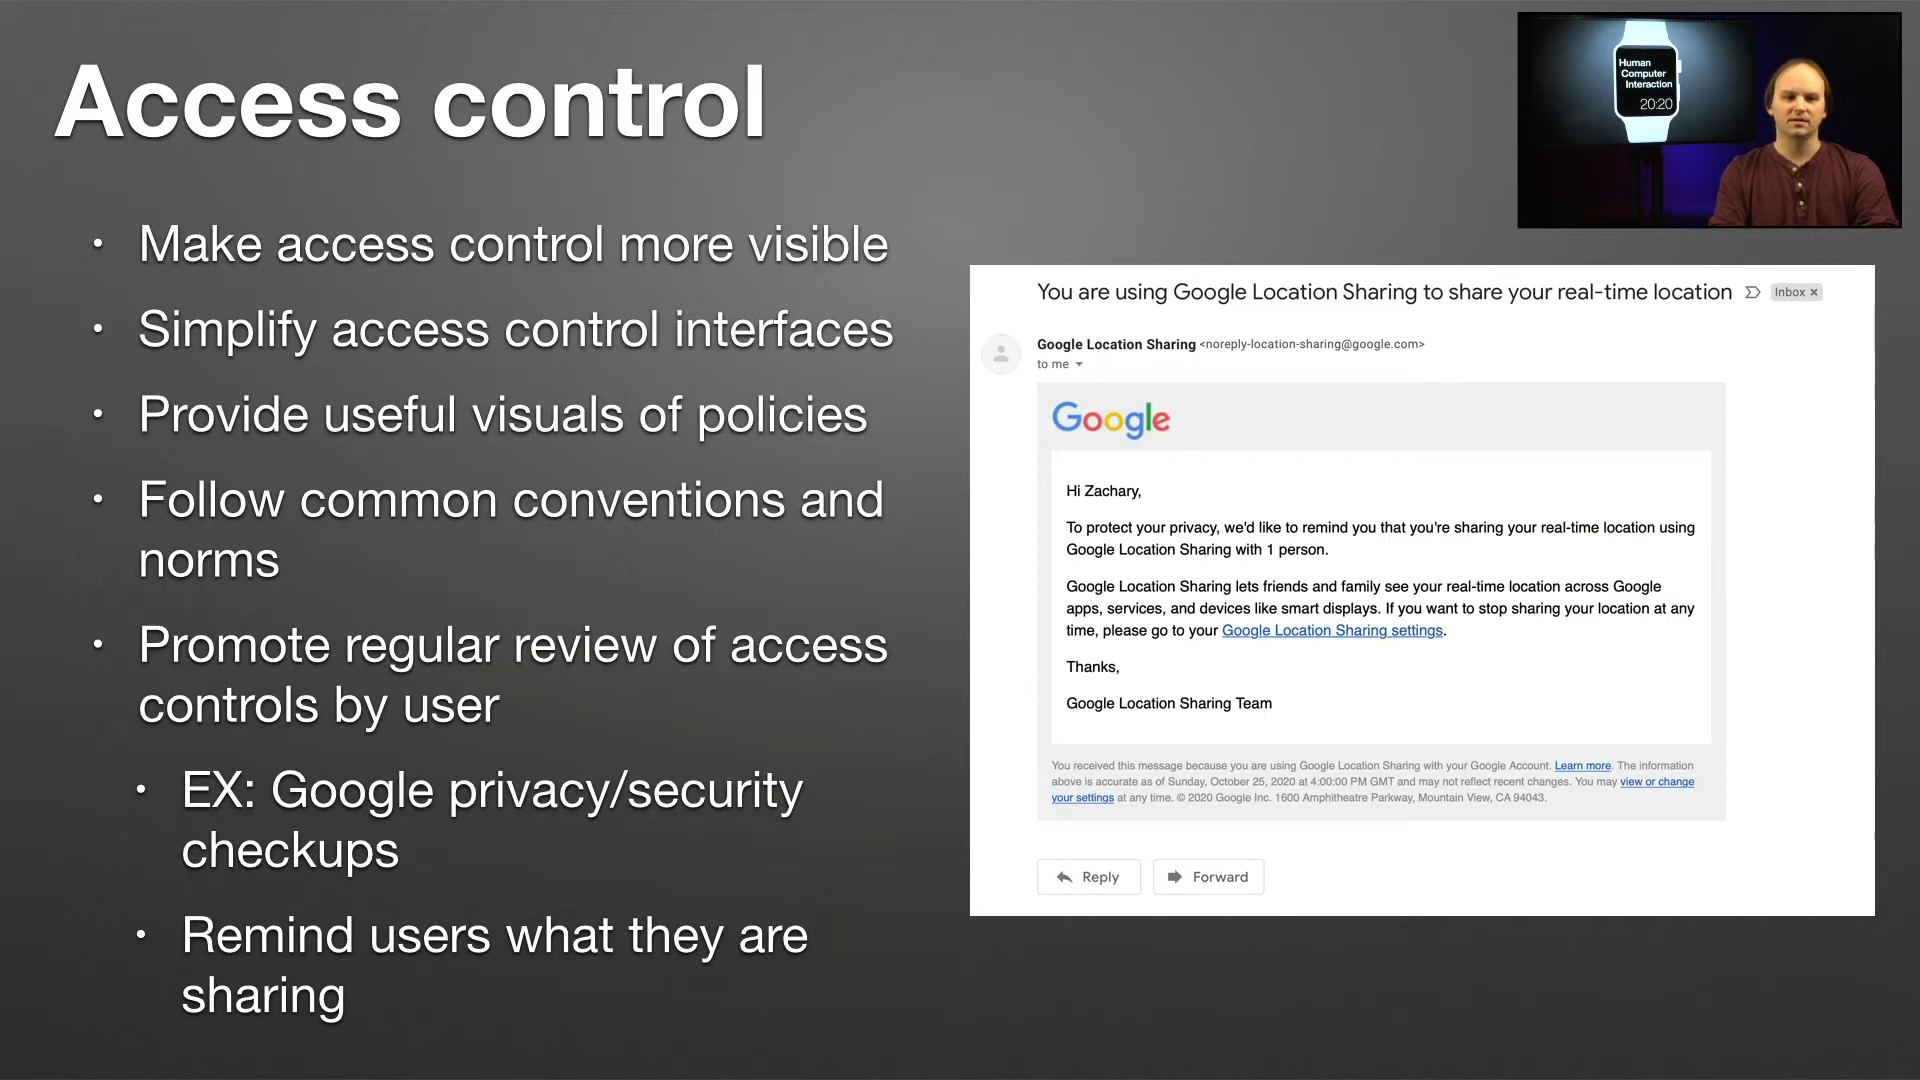 Access control
• Make access control more visible
• Simplify access control interfaces
• Provide useful visuals of policies
• Follow common conventions and
norms
• Promote regular review of access
controls by user
• EX: Google privacy/security
checkups
• Remind users what they are
sharing
Human
Computer
Interaction
20:20
You are using Google Location Sharing to share your real-time location
Inbox ×
Google Location Sharing <noreply-location-sharing@google.com>
to me
Google
Hi Zachary,
To protect your privacy, we'd like to remind you that you're sharing your real-time location using
Google Location Sharing with 1 person.
Google Location Sharing lets friends and family see your real-time location across Google
apps, services, and devices like smart displays. If you want to stop sharing your location at any
time, please go to your Google Location Sharing settings.
Thanks,
Google Location Sharing Team
You received this message because you are using Google Location Sharing with your Google Account. Learn more. The information
above is accurate as of Sunday, October 25, 2020 at 4:00:00 PM GMT and may not reflect recent changes. You may view or change
your settings at any time. © 2020 Google Inc. 1600 Amphitheatre Parkway, Mountain View, CA 94043.
Reply
Forward